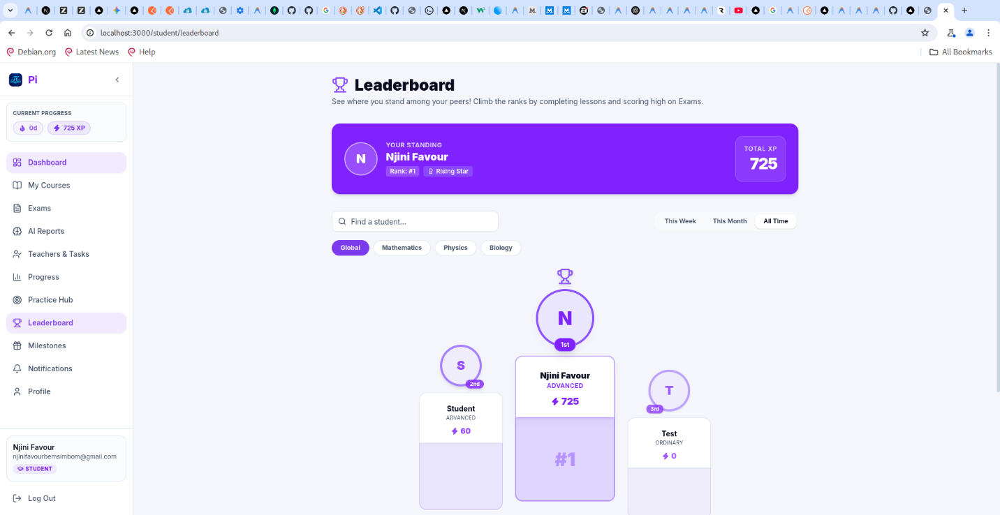 localhost:3000/student/leaderboard
Debian.org
Latest News
Help
All Bookmarks
Pi
CURRENT PROGRESS
0d
725 XP
Dashboard
My Courses
Exams
AI Reports
Teachers & Tasks
Progress
Practice Hub
Leaderboard
Milestones
Notifications
Profile
Njini Favour
njinifavourbemsimbom@gmail.com
STUDENT
Log Out
Leaderboard
See where you stand among your peers! Climb the ranks by completing lessons and scoring high on Exams.
N
YOUR STANDING
Njini Favour
Rank: #1
Rising Star
TOTAL XP
725
Find a student...
This Week
This Month
All Time
Global
Mathematics
Physics
Biology
N
1st
Njini Favour
ADVANCED
725
#1
S
2nd
Student
ADVANCED
60
T
3rd
Test
ORDINARY
0